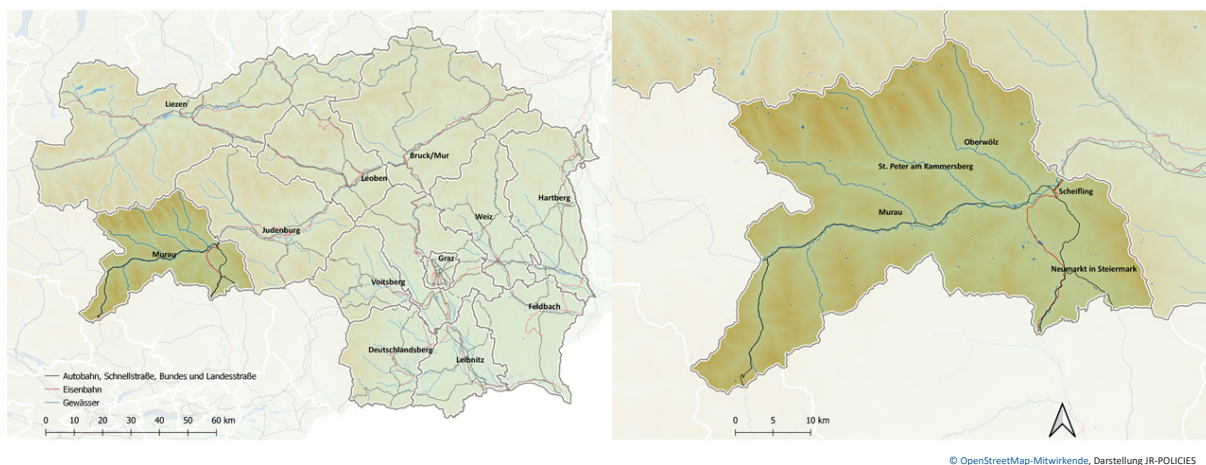 Liezen
Bruck/Mur
Leoben
Hartberg
Weiz
Judenburg
Murau
Graz
Voitsberg
Feldbach
Deutschlandsberg
Leibnitz
Autobahn, Schnellstraße, Bundes und Landesstraße
Eisenbahn
Gewässer
0 10 20 30 40 50 60 km
Oberwölz
St. Peter am Kammersberg
Scheifling
Murau
Neumarkt in Steiermark
0 5 10 km
© OpenStreetMap-Mitwirkende, Darstellung JR-POLICIES